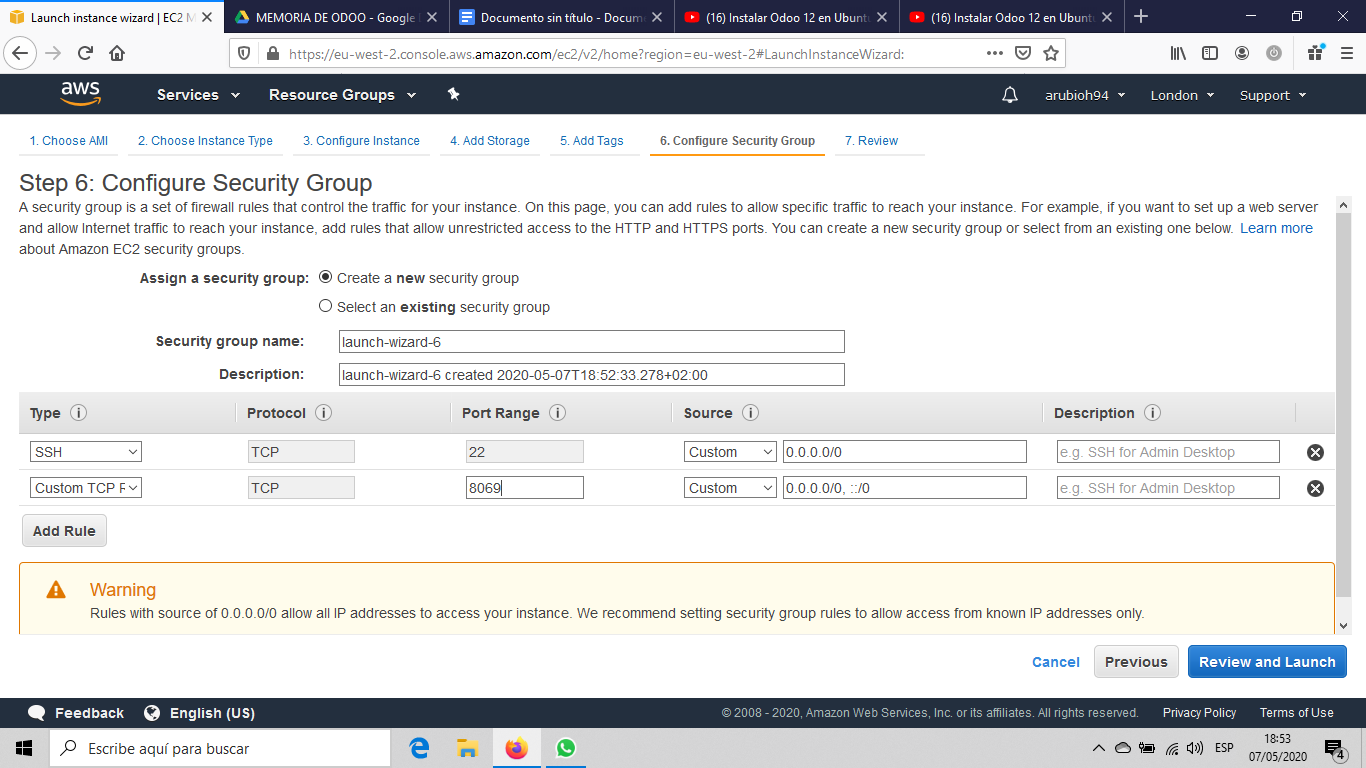 Launch instance wizard | EC2 M
MEMORIA DE ODOO - Google
Documento sin título - Docum
(16) Instalar Odoo 12 en Ubunt
(16) Instalar Odoo 12 en Ubunt
https://eu-west-2.console.aws.amazon.com/ec2/v2/home?region=eu-west-2#LaunchInstanceWizard:
aws
Services
Resource Groups
arubioh94
London
Support
1. Choose AMI
2. Choose Instance Type
3. Configure Instance
4. Add Storage
5. Add Tags
6. Configure Security Group
7. Review
Step 6: Configure Security Group
A security group is a set of firewall rules that control the traffic for your instance. On this page, you can add rules to allow specific traffic to reach your instance. For example, if you want to set up a web server
and allow Internet traffic to reach your instance, add rules that allow unrestricted access to the HTTP and HTTPS ports. You can create a new security group or select from an existing one below. Learn more
about Amazon EC2 security groups.
Assign a security group:
Create a new security group
Select an existing security group
Security group name:
launch-wizard-6
Description:
launch-wizard-6 created 2020-05-07T18:52:33.278+02:00
Type i
Protocol i
Port Range i
Source i
Description i
SSH
TCP
22
Custom
0.0.0.0/0
e.g. SSH for Admin Desktop
Custom TCP F
TCP
8069
Custom
0.0.0.0/0, ::/0
e.g. SSH for Admin Desktop
Add Rule
Warning
Rules with source of 0.0.0.0/0 allow all IP addresses to access your instance. We recommend setting security group rules to allow access from known IP addresses only.
Cancel
Previous
Review and Launch
Feedback
English (US)
© 2008 - 2020, Amazon Web Services, Inc. or its affiliates. All rights reserved.
Privacy Policy
Terms of Use
Escribe aquí para buscar
ESP
18:53
07/05/2020
4